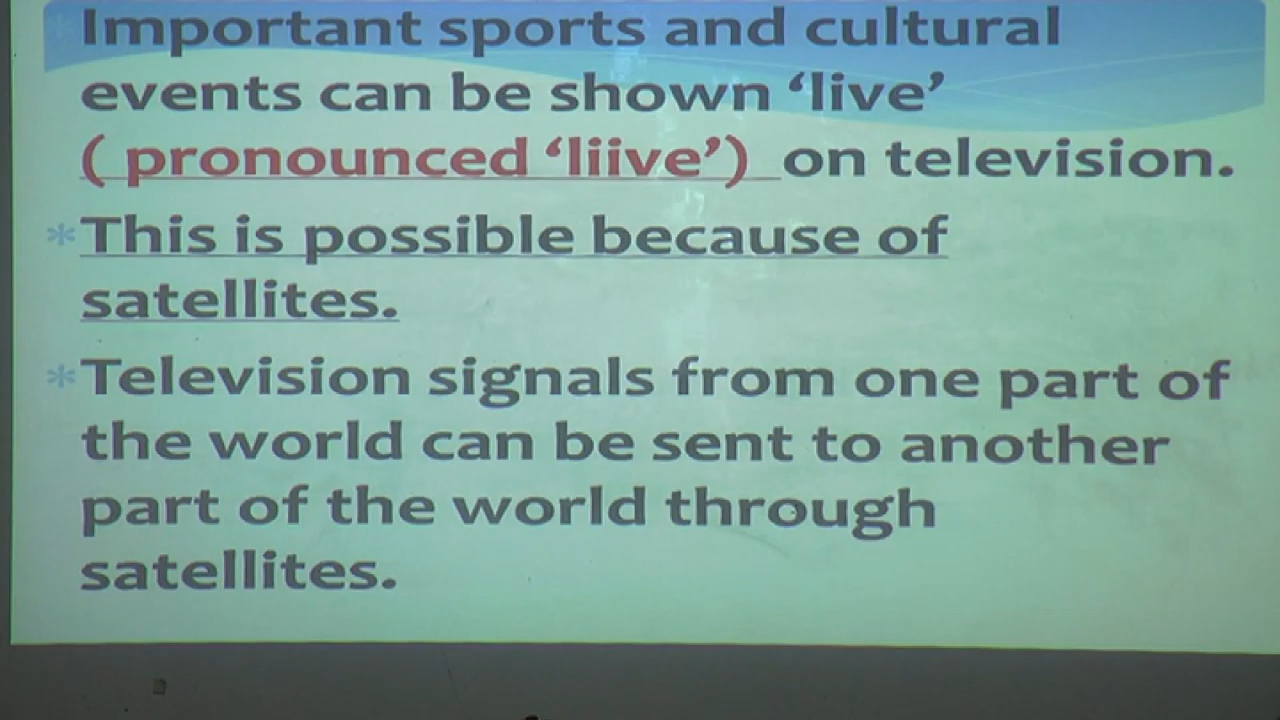 Important sports and cultural
events can be shown ‘live’
( pronounced ‘liive’) on television.
*This is possible because of
satellites.
*Television signals from one part of
the world can be sent to another
part of the world through
satellites.